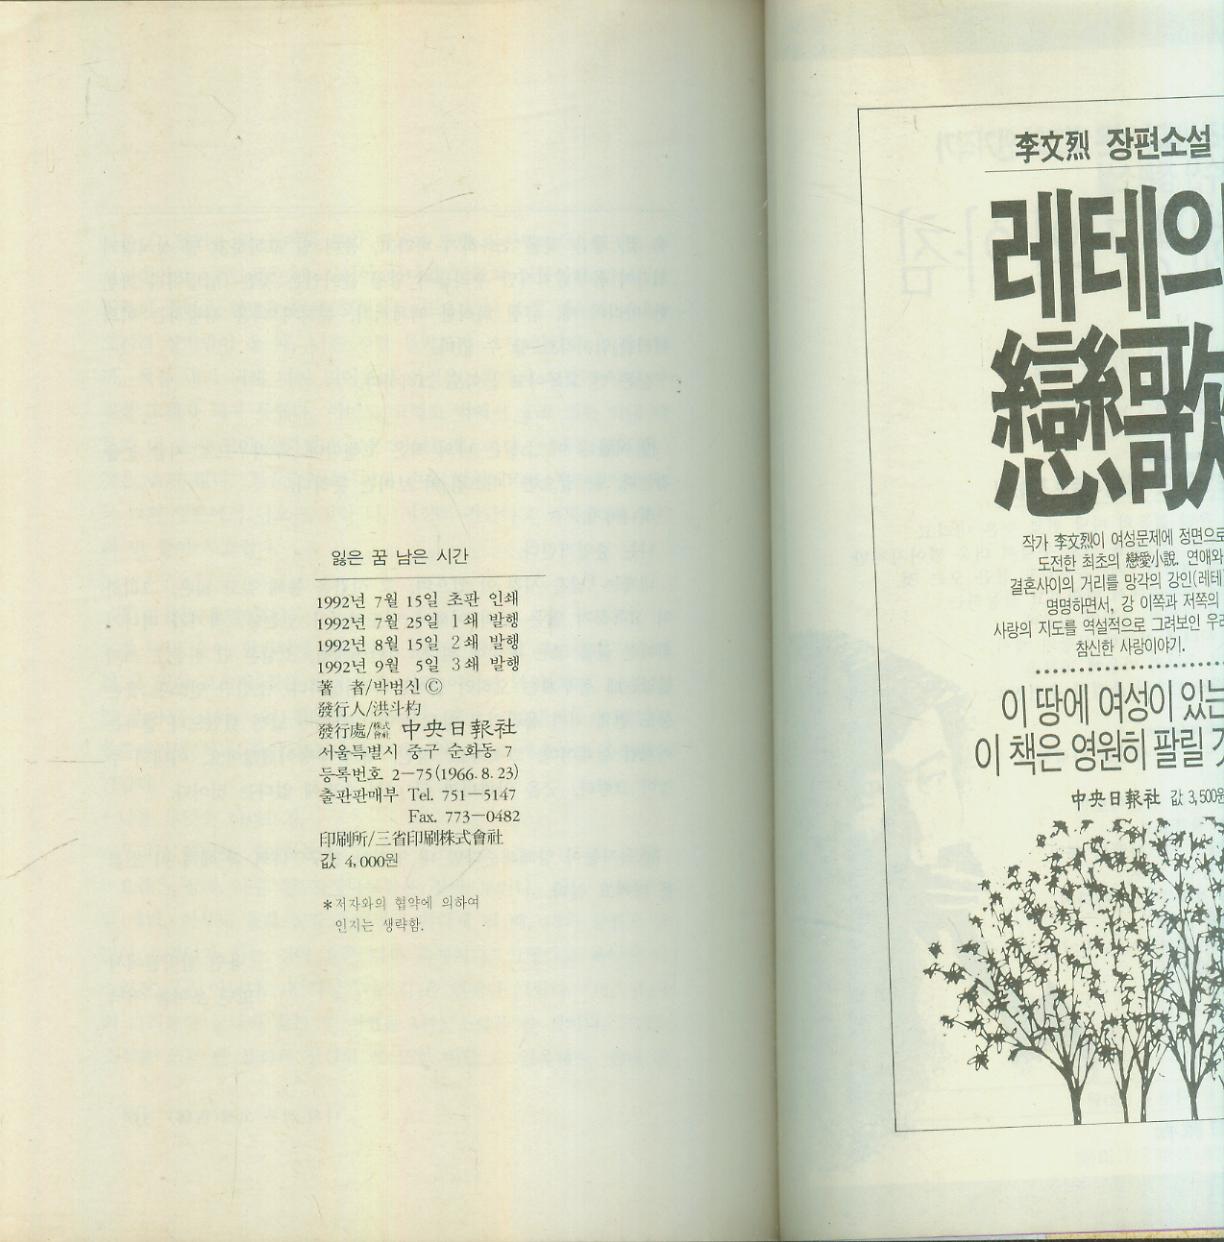 잃은 꿈 남은 시간
1992년 7월 15일 초판 인쇄
1992년 7월 25일 1쇄 발행
1992년 8월 15일 2쇄 발행
1992년 9월 5일 3쇄 발행
著 者/박범신 ⓒ
發行人/洪斗杓
發行處/株式會社 中央日報社
서울특별시 중구 순화동 7
등록번호 2-75(1966. 8. 23)
출판판매부 Tel. 751-5147
Fax. 773-0482
印刷所/三省印刷株式會社
값 4,000원
*저자와의 협약에 의하여
인지는 생략함.
李文烈 장편소설
레테의
戀歌
작가 李文烈이 여성문제에 정면으로
도전한 최초의 戀愛小說. 연애와
결혼사이의 거리를 망각의 강인(레테)
명명하면서, 강 이쪽과 저쪽의
사랑의 지도를 역설적으로 그려보인 우리
참신한 사랑이야기.
이 땅에 여성이 있는
이 책은 영원히 팔릴
中央日報社 값 3,500원